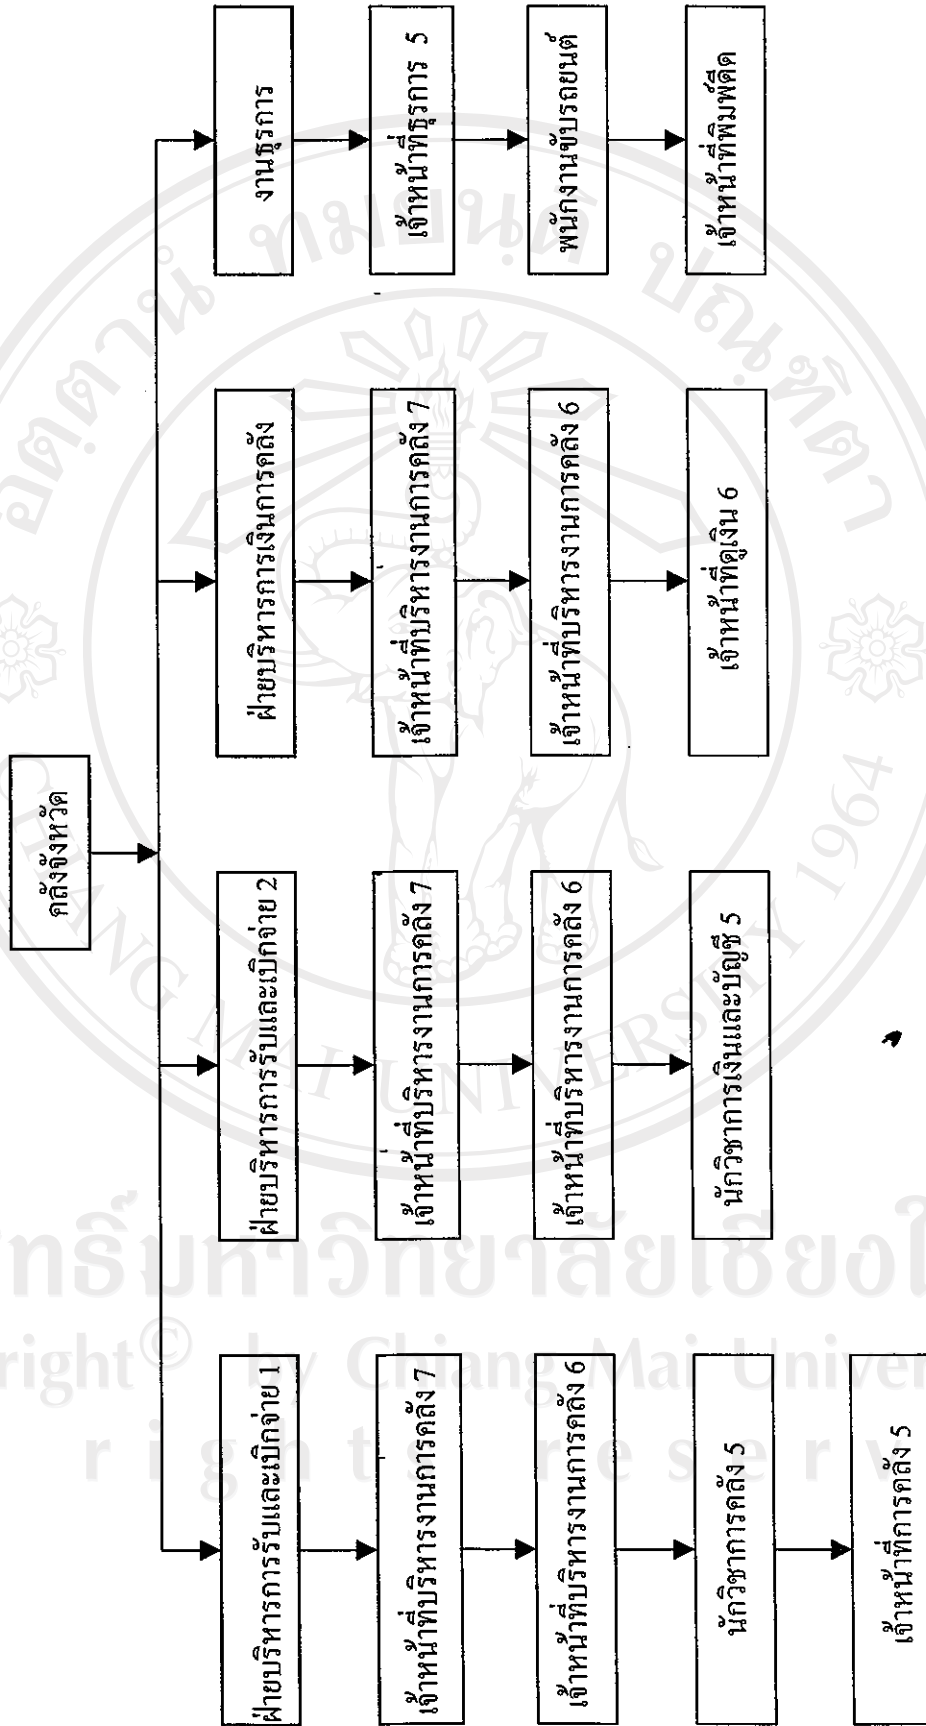 คลังจังหวัด
ฝ่ายบริหารการรับและเบิกจ่าย 1
เจ้าหน้าที่บริหารงานการคลัง 7
เจ้าหน้าที่บริหารงานการคลัง 6
นักวิชาการคลัง 5
เจ้าหน้าที่การคลัง 5
ฝ่ายบริหารการรับและเบิกจ่าย 2
เจ้าหน้าที่บริหารงานการคลัง 7
เจ้าหน้าที่บริหารงานการคลัง 6
นักวิชาการเงินและบัญชี 5
ฝ่ายบริหารการเงินการคลัง
เจ้าหน้าที่บริหารงานการคลัง 7
เจ้าหน้าที่บริหารงานการคลัง 6
เจ้าหน้าที่ดูเงิน 6
งานธุรการ
เจ้าหน้าที่ธุรการ 5
พนักงานขับรถยนต์
เจ้าหน้าที่พิมพ์ดีด
CHIANG MAI UNIVERSITY 1964
right© by Chiang Mai Univer
rights reserv